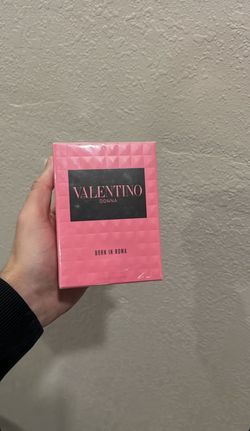 VALENTINO
DONNA
BORN IN ROMA